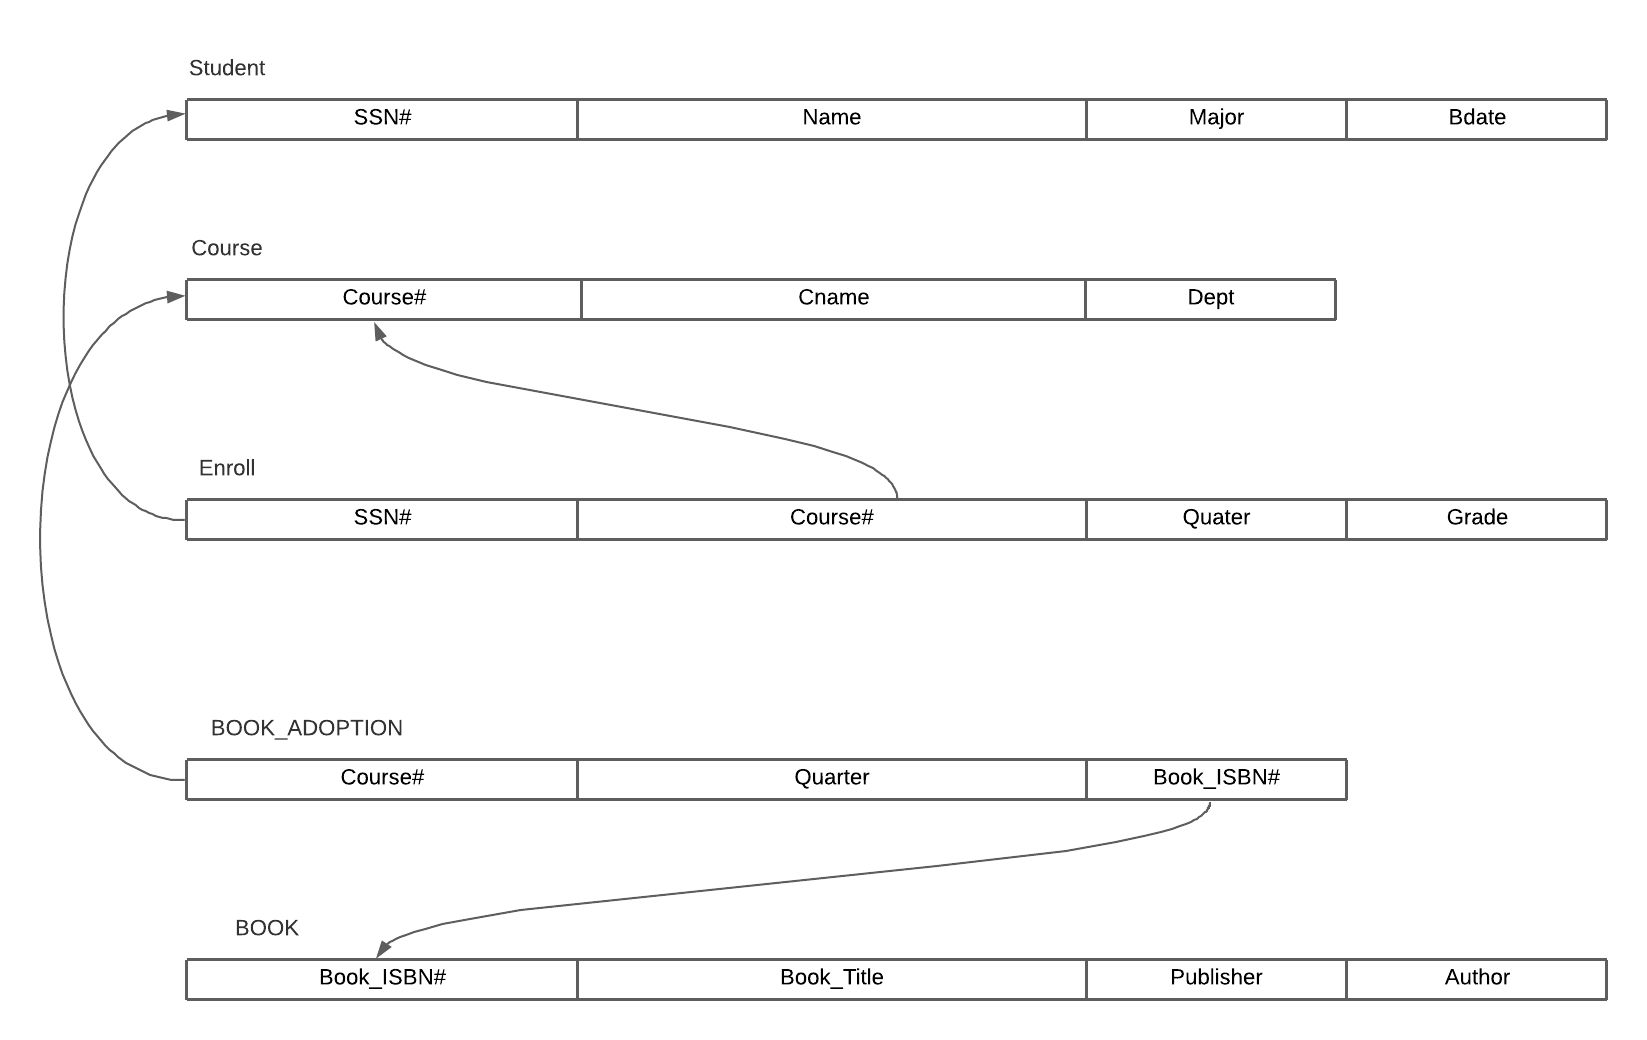 Student
SSN# Name Major Bdate
Course
Course# Cname Dept
Enroll
SSN# Course# Quater Grade
BOOK_ADOPTION
Course# Quarter Book_ISBN#
BOOK
Book_ISBN# Book_Title Publisher Author